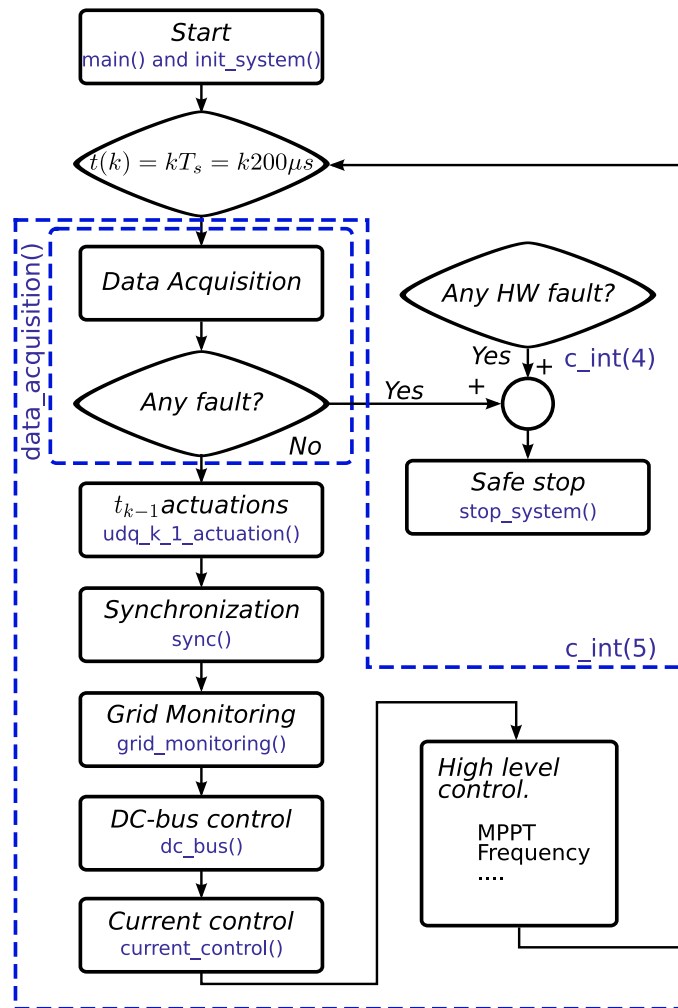 Start
main() and init_system()
t(k) = kT_s = k200μs
data_acquisition()
Data Acquisition
Any fault?
Yes
+
No
Any HW fault?
Yes
+
c_int(4)
Safe stop
stop_system()
t_{k−1} actuations
udq_k_1_actuation()
Synchronization
sync()
c_int(5)
Grid Monitoring
grid_monitoring()
DC-bus control
dc_bus()
Current control
current_control()
High level
control.
MPPT
Frequency
....